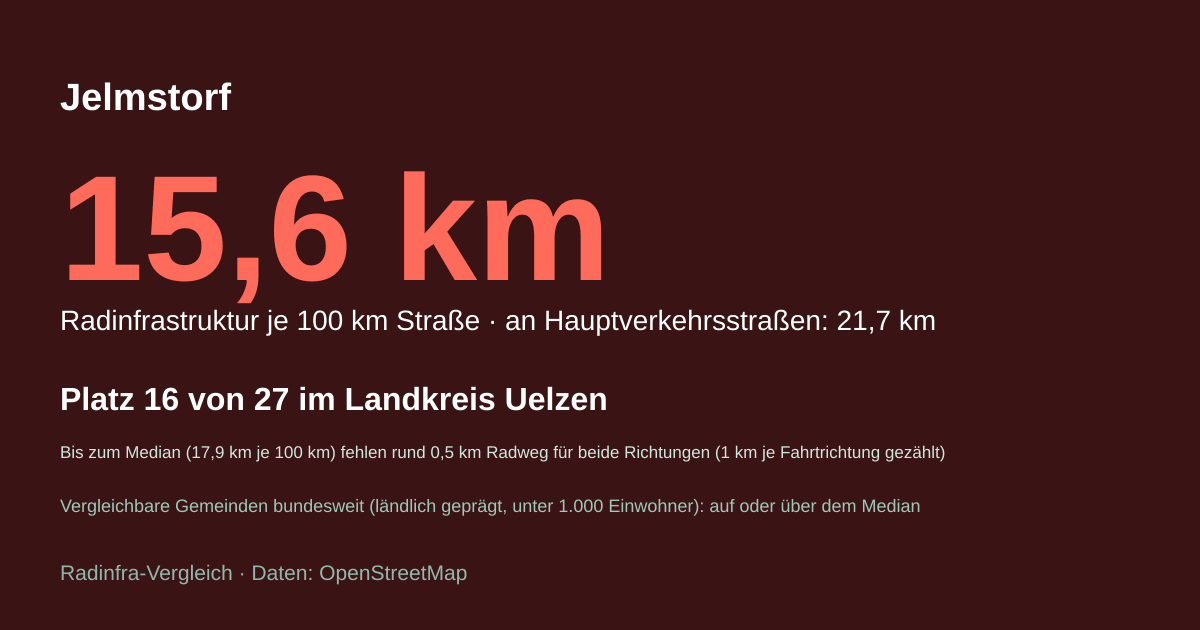 Jelmstorf
15,6 km
Radinfrastruktur je 100 km Straße · an Hauptverkehrsstraßen: 21,7 km
Platz 16 von 27 im Landkreis Uelzen
Bis zum Median (17,9 km je 100 km) fehlen rund 0,5 km Radweg für beide Richtungen (1 km je Fahrtrichtung gezählt)
Vergleichbare Gemeinden bundesweit (ländlich geprägt, unter 1.000 Einwohner): auf oder über dem Median
Radinfra-Vergleich · Daten: OpenStreetMap